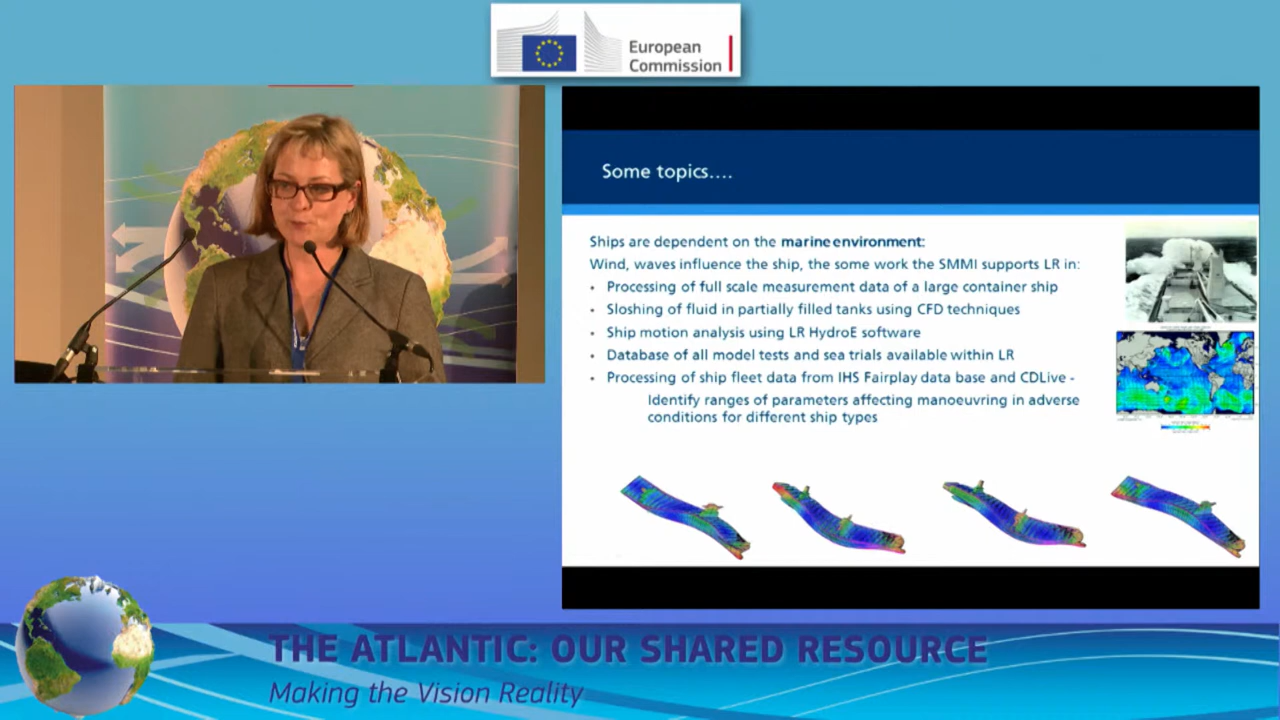 European
Commission
Some topics....
Ships are dependent on the marine environment:
Wind, waves influence the ship, the some work the SMMI supports LR in:
• Processing of full scale measurement data of a large container ship
• Sloshing of fluid in partially filled tanks using CFD techniques
• Ship motion analysis using LR HydroE software
• Database of all model tests and sea trials available within LR
• Processing of ship fleet data from IHS Fairplay data base and CDLive -
Identify ranges of parameters affecting manoeuvring in adverse
conditions for different ship types
THE ATLANTIC: OUR SHARED RESOURCE
Making the Vision Reality